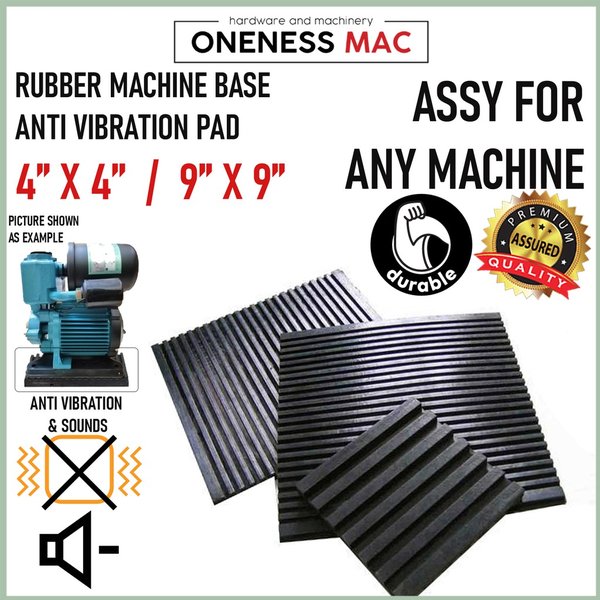 hardware and machinery
ONENESS MAC
RUBBER MACHINE BASE
ANTI VIBRATION PAD
4" X 4" / 9" X 9"
ASSY FOR
ANY MACHINE
PICTURE SHOWN
AS EXAMPLE
durable
PREMIUM
ASSURED
QUALITY
ANTI VIBRATION
& SOUNDS